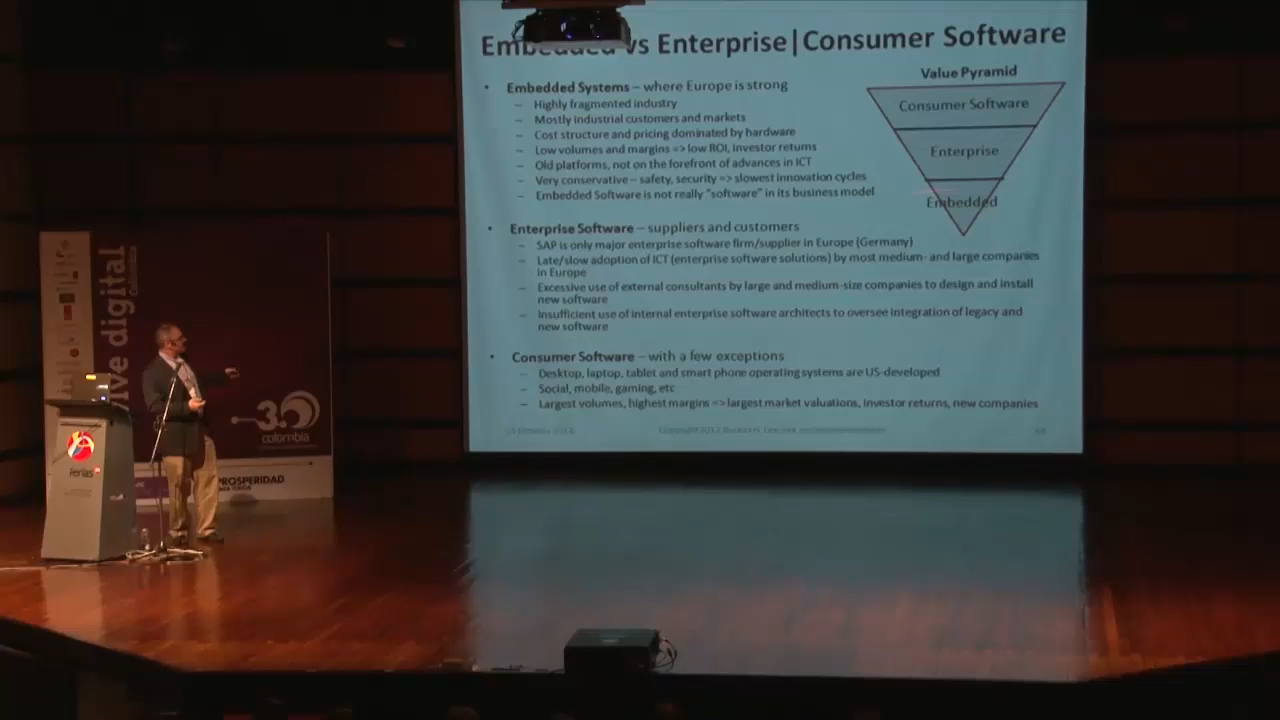 Embedded vs Enterprise|Consumer Software
Value Pyramid
Consumer Software
Enterprise
Embedded
• Embedded Systems – where Europe is strong
– Highly fragmented industry
– Mostly industrial customers and markets
– Cost structure and pricing dominated by hardware
– Low volumes and margins => low ROI, investor returns
– Old platforms, not on the forefront of advances in ICT
– Very conservative – safety, security => slowest innovation cycles
– Embedded Software is not really "software" in its business model
• Enterprise Software – suppliers and customers
– SAP is only major enterprise software firm/supplier in Europe (Germany)
– Late/slow adoption of ICT (enterprise software solutions) by most medium- and large companies
in Europe
– Excessive use of external consultants by large and medium-size companies to design and install
new software
– Insufficient use of internal enterprise software architects to oversee integration of legacy and
new software
• Consumer Software – with a few exceptions
– Desktop, laptop, tablet and smart phone operating systems are US-developed
– Social, mobile, gaming, etc
– Largest volumes, highest margins => largest market valuations, investor returns, new companies
ive digital
Colombia
3.0
colombia
PROSPERIDAD
PARA TODOS
ferias